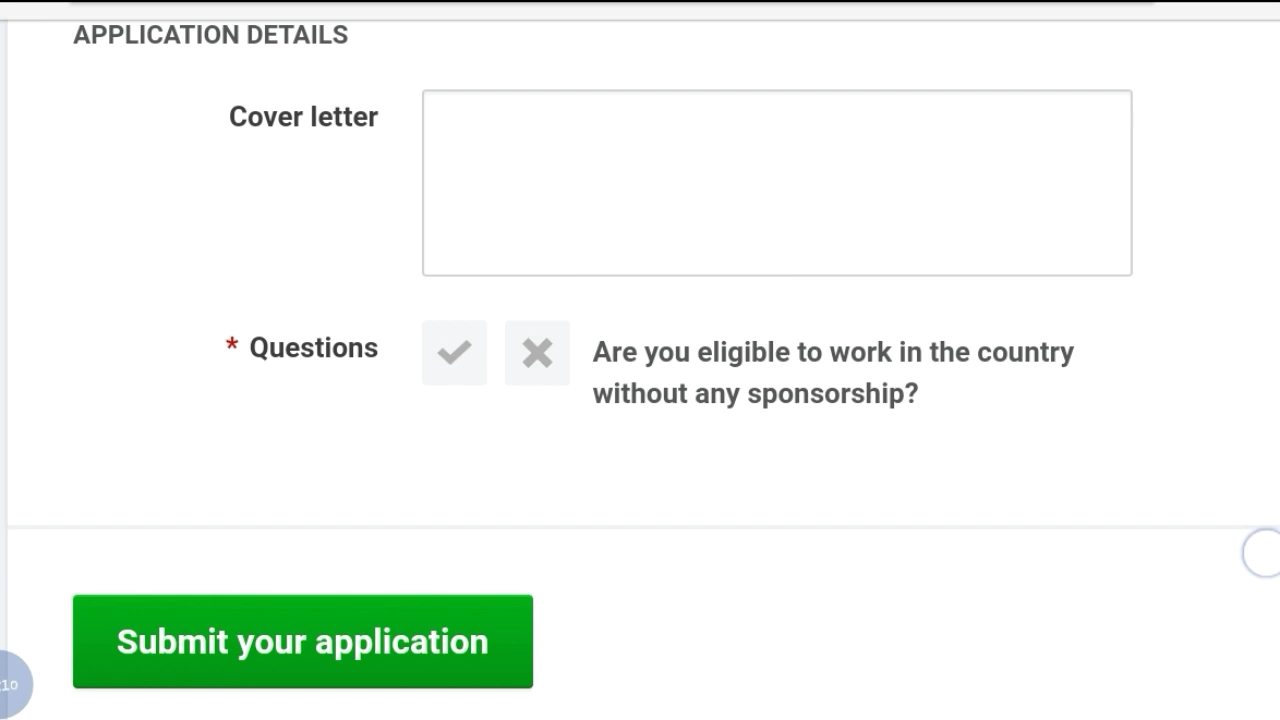 APPLICATION DETAILS
Cover letter
* Questions
Are you eligible to work in the country
without any sponsorship?
Submit your application